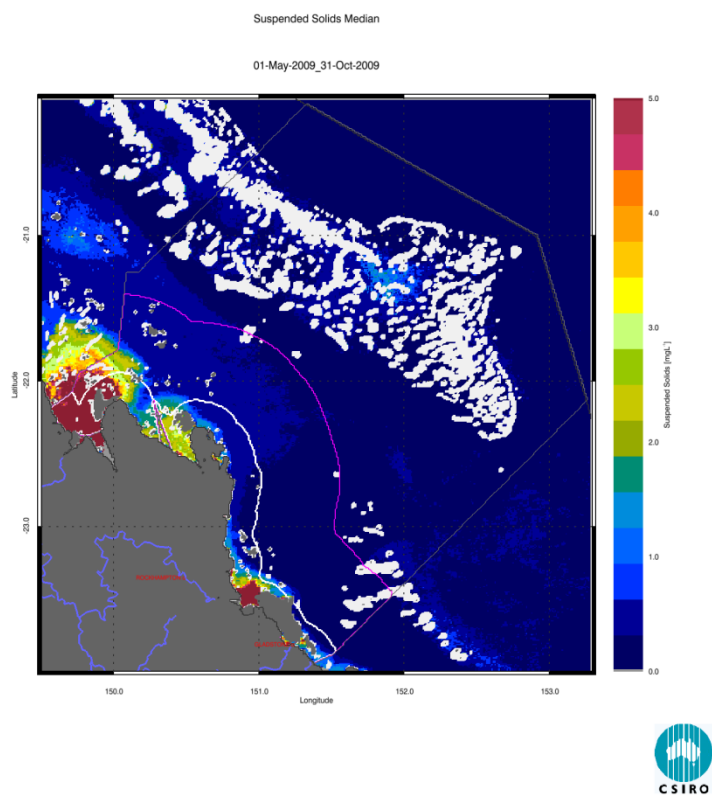 Suspended Solids Median
01-May-2009_31-Oct-2009
5.0
4.0
3.0
2.0
1.0
0.0
Suspended Solids [mgL⁻¹]
-21.0
-22.0
-23.0
Latitude
ROCKHAMPTON
GLADSTONE
150.0 151.0 152.0 153.0
Longitude
CSIRO